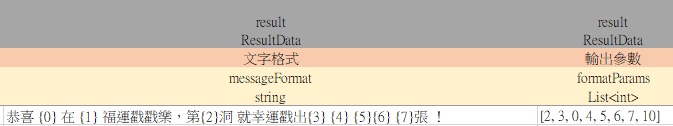 result result
ResultData ResultData
文字格式 輸出參數
messageFormat formatParams
string List<int>
恭喜 {0} 在 {1} 福運戳戳樂，第{2}洞 就幸運戳出{3} {4} {5}{6} {7}張 ！ [2, 3, 0, 4, 5, 6, 7, 10]